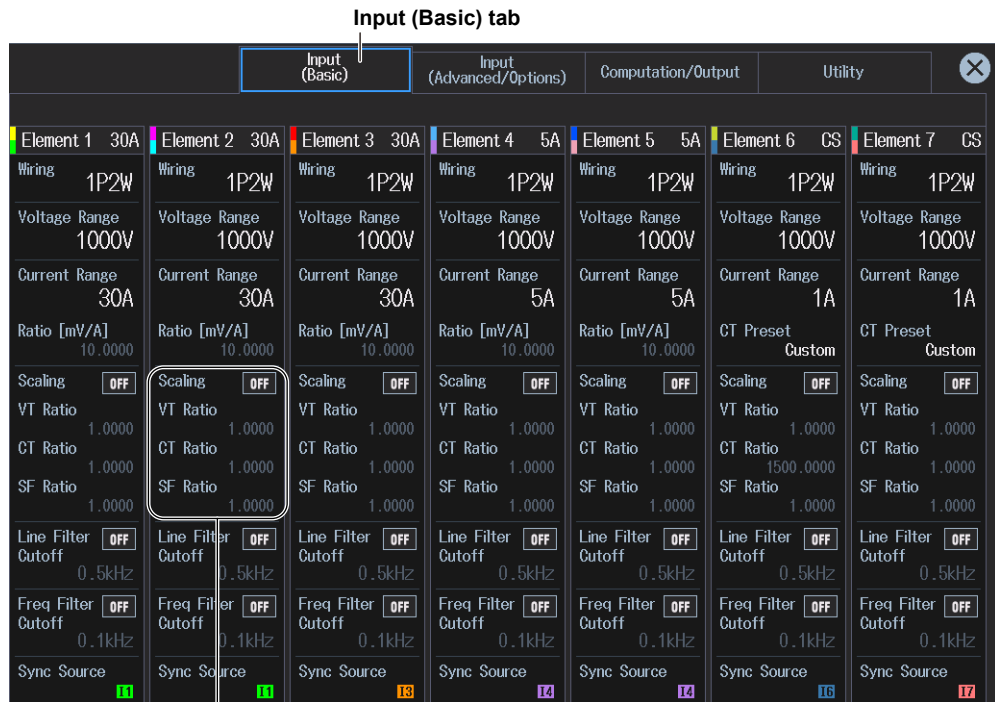 Input (Basic) tab
Input (Basic)
Input (Advanced/Options)
Computation/Output
Utility
Element 1 30A
Wiring
1P2W
Voltage Range
1000V
Current Range
30A
Ratio [mV/A]
10.0000
Scaling OFF
VT Ratio
1.0000
CT Ratio
1.0000
SF Ratio
1.0000
Line Filter OFF
Cutoff
0.5kHz
Freq Filter OFF
Cutoff
0.1kHz
Sync Source
I1
Element 2 30A
Wiring
1P2W
Voltage Range
1000V
Current Range
30A
Ratio [mV/A]
10.0000
Scaling OFF
VT Ratio
1.0000
CT Ratio
1.0000
SF Ratio
1.0000
Line Filter OFF
Cutoff
0.5kHz
Freq Filter OFF
Cutoff
0.1kHz
Sync Source
I1
Element 3 30A
Wiring
1P2W
Voltage Range
1000V
Current Range
30A
Ratio [mV/A]
10.0000
Scaling OFF
VT Ratio
1.0000
CT Ratio
1.0000
SF Ratio
1.0000
Line Filter OFF
Cutoff
0.5kHz
Freq Filter OFF
Cutoff
0.1kHz
Sync Source
I3
Element 4 5A
Wiring
1P2W
Voltage Range
1000V
Current Range
5A
Ratio [mV/A]
10.0000
Scaling OFF
VT Ratio
1.0000
CT Ratio
1.0000
SF Ratio
1.0000
Line Filter OFF
Cutoff
0.5kHz
Freq Filter OFF
Cutoff
0.1kHz
Sync Source
I4
Element 5 5A
Wiring
1P2W
Voltage Range
1000V
Current Range
5A
Ratio [mV/A]
10.0000
Scaling OFF
VT Ratio
1.0000
CT Ratio
1.0000
SF Ratio
1.0000
Line Filter OFF
Cutoff
0.5kHz
Freq Filter OFF
Cutoff
0.1kHz
Sync Source
I4
Element 6 CS
Wiring
1P2W
Voltage Range
1000V
Current Range
1A
CT Preset
Custom
Scaling OFF
VT Ratio
1.0000
CT Ratio
1500.0000
SF Ratio
1.0000
Line Filter OFF
Cutoff
0.5kHz
Freq Filter OFF
Cutoff
0.1kHz
Sync Source
I6
Element 7 CS
Wiring
1P2W
Voltage Range
1000V
Current Range
1A
CT Preset
Custom
Scaling OFF
VT Ratio
1.0000
CT Ratio
1.0000
SF Ratio
1.0000
Line Filter OFF
Cutoff
0.5kHz
Freq Filter OFF
Cutoff
0.1kHz
Sync Source
I7